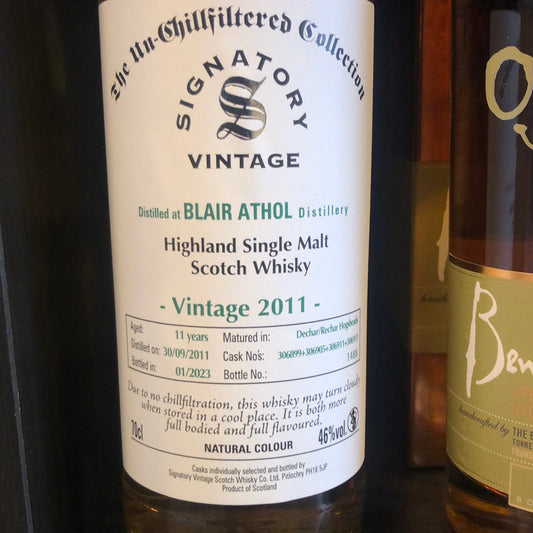 The Un-Chillfiltered Collection
SIGNATORY
S
VINTAGE
Distilled at BLAIR ATHOL Distillery
Highland Single Malt
Scotch Whisky
- Vintage 2011 -
Aged: 11 years Matured in: Dechar/Rechar Hogsheads
Distilled on: 30/09/2011 Cask No's: 306899+306905+306911+306913
Bottled in: 01/2023 Bottle No.: 1488
Due to no chillfiltration, this whisky may turn cloudy
when stored in a cool place. It is both more
full bodied and full flavoured.
70cl 46%vol.
NATURAL COLOUR
Casks individually selected and bottled by
Signatory Vintage Scotch Whisky Co. Ltd. Pitlochry PH16 5JP
Product of Scotland
Ben
handcrafted by THE
FORRE